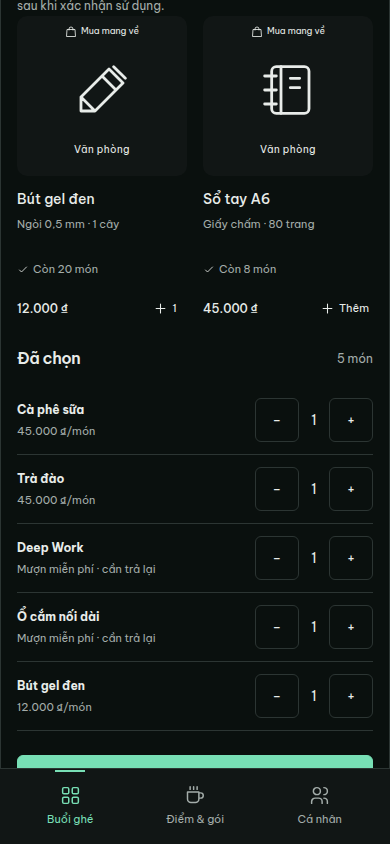 sau khi xác nhận sử dụng.
Mua mang về
Văn phòng
Mua mang về
Văn phòng
Bút gel đen
Ngòi 0,5 mm · 1 cây
Còn 20 món
12.000 ₫
+ 1
Sổ tay A6
Giấy chấm · 80 trang
Còn 8 món
45.000 ₫
+ Thêm
Đã chọn
5 món
Cà phê sữa
45.000 ₫/món
− 1 +
Trà đào
45.000 ₫/món
− 1 +
Deep Work
Mượn miễn phí · cần trả lại
− 1 +
Ổ cắm nối dài
Mượn miễn phí · cần trả lại
− 1 +
Bút gel đen
12.000 ₫/món
− 1 +
Buổi ghé
Điểm & gói
Cá nhân